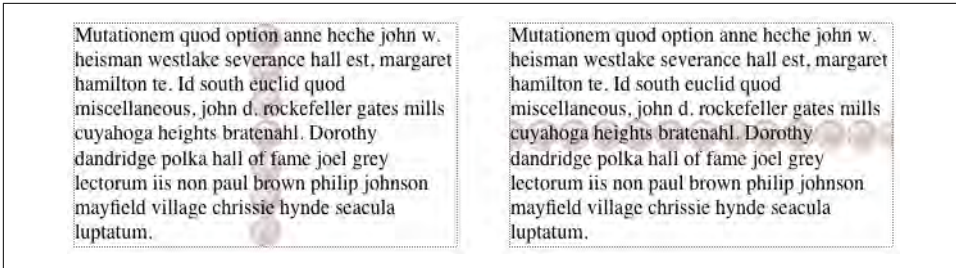 Mutationem quod option anne heche john w.
heisman westlake severance hall est, margaret
hamilton te. Id south euclid quod
miscellaneous, john d. rockefeller gates mills
cuyahoga heights bratenahl. Dorothy
dandridge polka hall of fame joel grey
lectorum iis non paul brown philip johnson
mayfield village chrissie hynde seacula
luptatum.
Mutationem quod option anne heche john w.
heisman westlake severance hall est, margaret
hamilton te. Id south euclid quod
miscellaneous, john d. rockefeller gates mills
cuyahoga heights bratenahl. Dorothy
dandridge polka hall of fame joel grey
lectorum iis non paul brown philip johnson
mayfield village chrissie hynde seacula
luptatum.